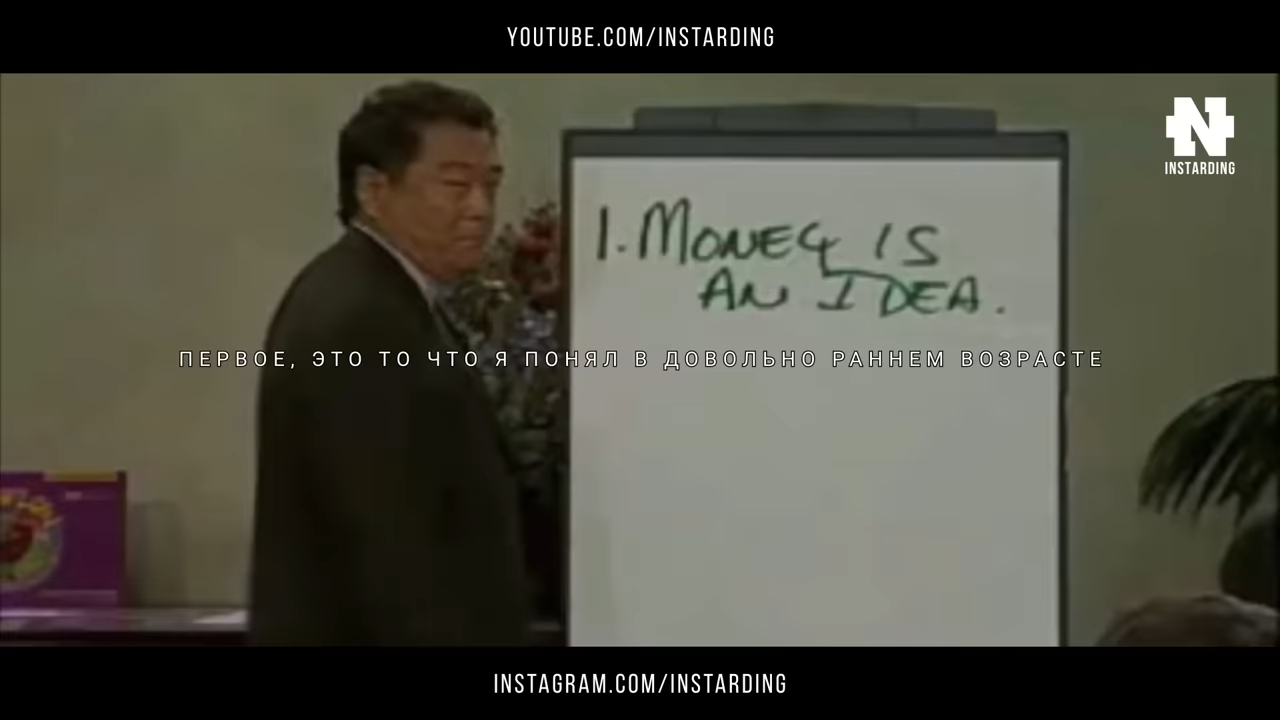 YOUTUBE.COM/INSTARDING
N
INSTARDING
1. MONEY IS
AN IDEA.
ПЕРВОЕ, ЭТО ТО ЧТО Я ПОНЯЛ В ДОВОЛЬНО РАННЕМ ВОЗРАСТЕ
INSTAGRAM.COM/INSTARDING